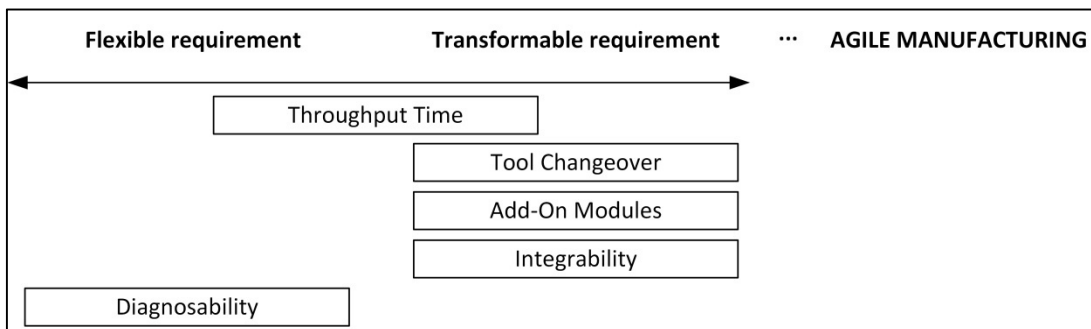 Flexible requirement Transformable requirement ... AGILE MANUFACTURING
Throughput Time
Tool Changeover
Add-On Modules
Integrability
Diagnosability